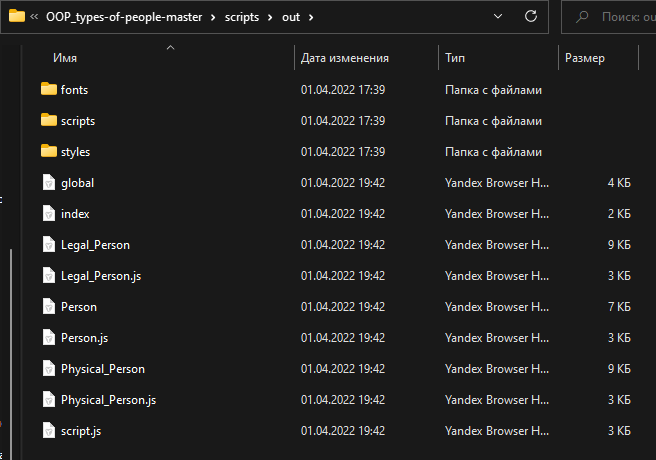 « OOP_types-of-people-master › scripts › out ›
Поиск: ou
Имя Дата изменения Тип Размер
fonts 01.04.2022 17:39 Папка с файлами
scripts 01.04.2022 17:39 Папка с файлами
styles 01.04.2022 17:39 Папка с файлами
global 01.04.2022 19:42 Yandex Browser H... 4 КБ
index 01.04.2022 19:42 Yandex Browser H... 2 КБ
Legal_Person 01.04.2022 19:42 Yandex Browser H... 9 КБ
Legal_Person.js 01.04.2022 19:42 Yandex Browser H... 3 КБ
Person 01.04.2022 19:42 Yandex Browser H... 7 КБ
Person.js 01.04.2022 19:42 Yandex Browser H... 3 КБ
Physical_Person 01.04.2022 19:42 Yandex Browser H... 9 КБ
Physical_Person.js 01.04.2022 19:42 Yandex Browser H... 3 КБ
script.js 01.04.2022 19:42 Yandex Browser H... 3 КБ